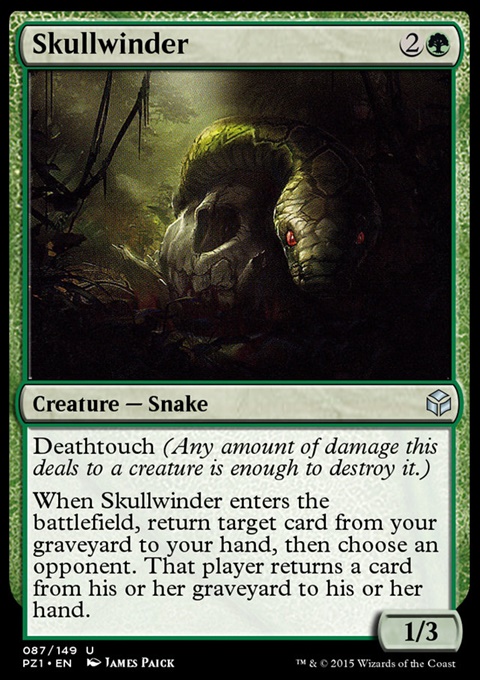 Skullwinder 2
Creature — Snake
Deathtouch (Any amount of damage this
deals to a creature is enough to destroy it.)
When Skullwinder enters the
battlefield, return target card from your
graveyard to your hand, then choose an
opponent. That player returns a card
from his or her graveyard to his or her
hand.
1/3
087/149 U
PZ1 • EN JAMES PAICK
™ & © 2015 Wizards of the Coast